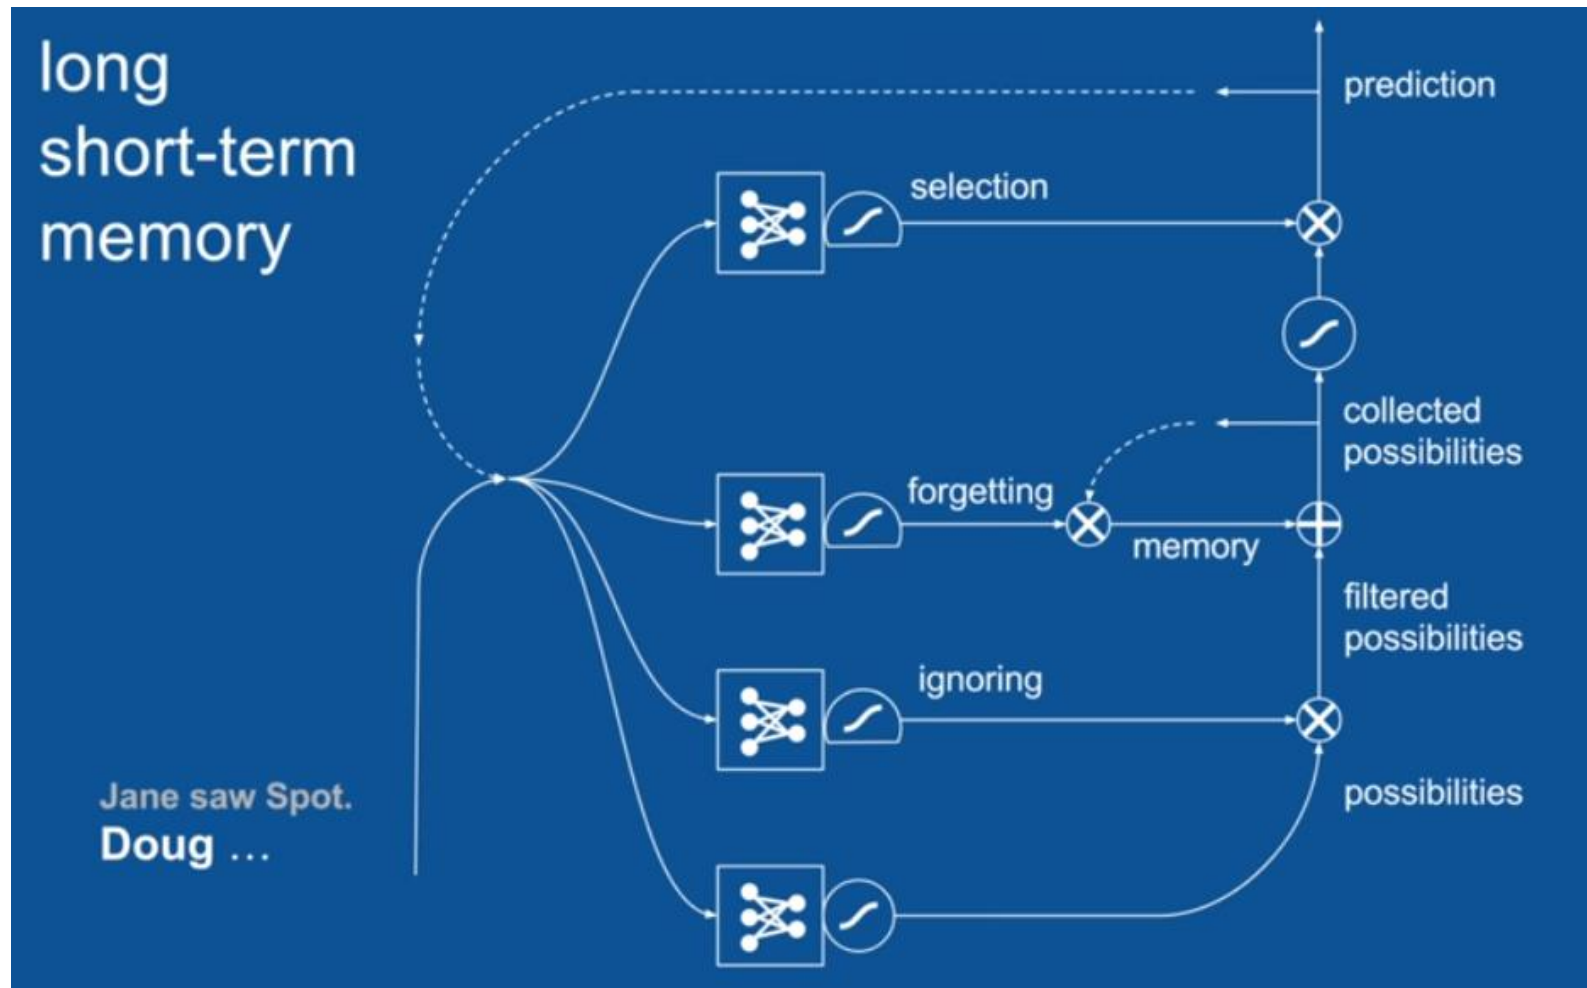 long
short-term
memory
prediction
selection
collected
possibilities
forgetting
memory
filtered
possibilities
ignoring
possibilities
Jane saw Spot.
Doug ...